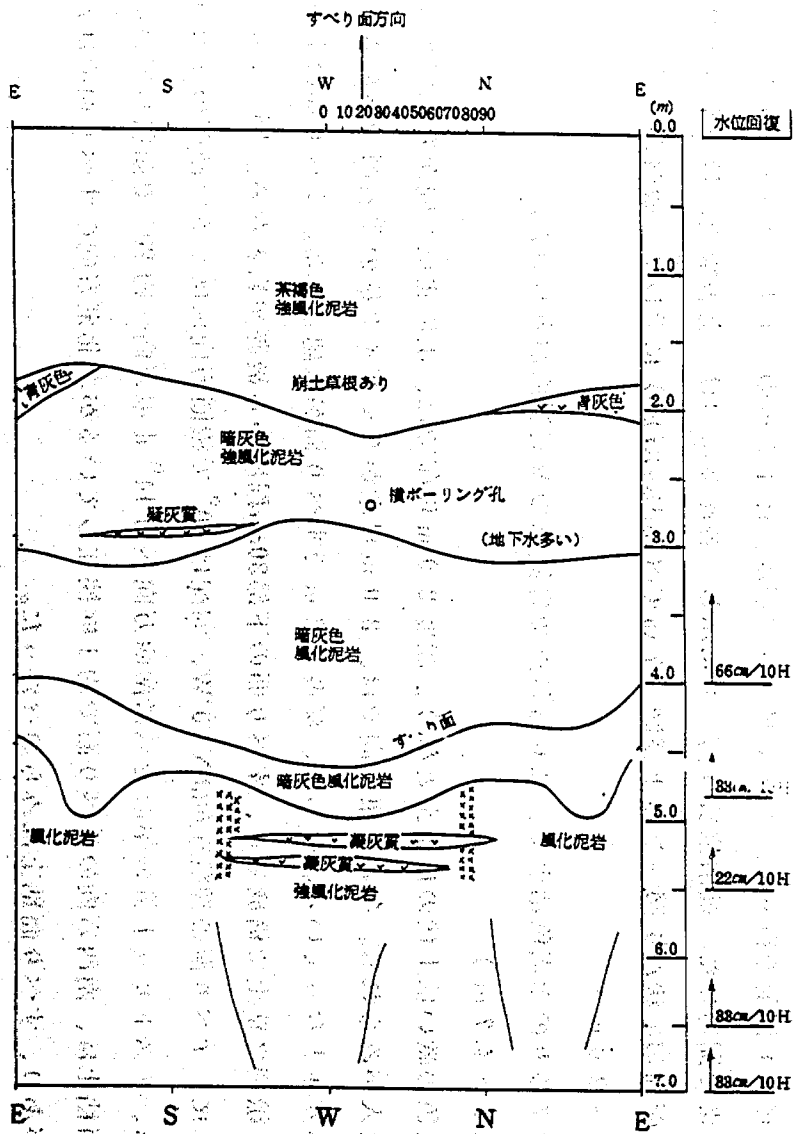 すべり面方向
E S W N E
0 10 20 30 40 50 60 70 80 90
(m)
水位回復
0.0
1.0
茶褐色
強風化泥岩
青灰色
崩土草根あり
青灰色
2.0
暗灰色
強風化泥岩
横ボーリング孔
凝灰質
(地下水多い)
3.0
暗灰色
風化泥岩
66cm/10H
4.0
すべり面
暗灰色風化泥岩
5.0
風化泥岩
凝灰質
風化泥岩
凝灰質
22cm/10H
強風化泥岩
6.0
88cm/10H
7.0
88cm/10H
E S W N E